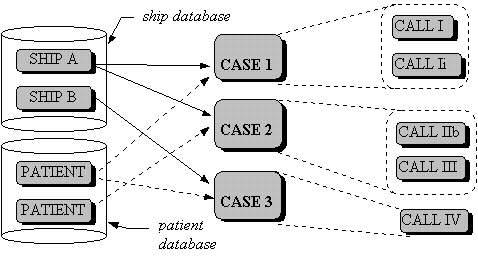 ship database
SHIP A
SHIP B
PATIENT
PATIENT
patient
database
CASE 1
CASE 2
CASE 3
CALL I
CALL Ii
CALL IIb
CALL III
CALL IV